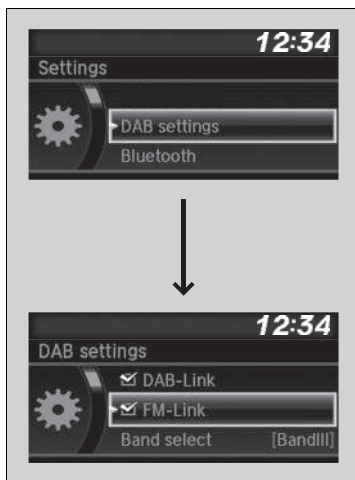 12:34
Settings
DAB settings
Bluetooth
12:34
DAB settings
DAB-Link
FM-Link
Band select [BandIII]